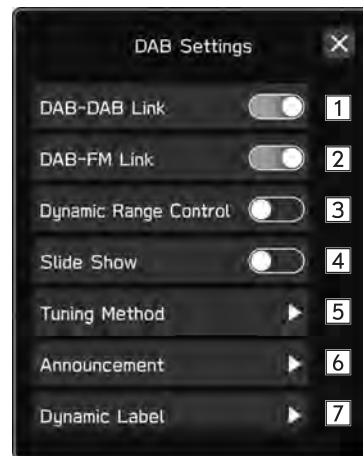 DAB Settings
DAB-DAB Link 1
DAB-FM Link 2
Dynamic Range Control 3
Slide Show 4
Tuning Method 5
Announcement 6
Dynamic Label 7